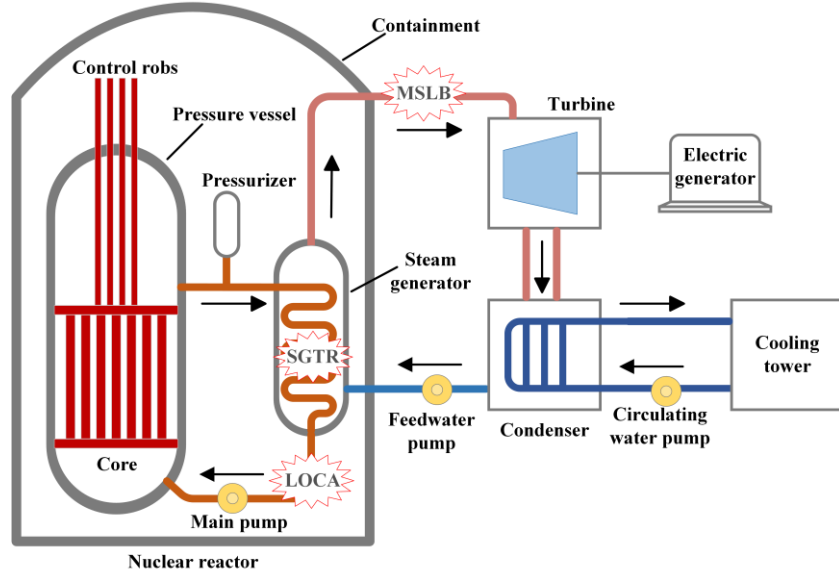 Containment
Control robs
MSLB
Turbine
Pressure vessel
Electric
generator
Pressurizer
Steam
generator
SGTR
Cooling
tower
Feedwater
pump
Condenser
Circulating
water pump
Core
LOCA
Main pump
Nuclear reactor